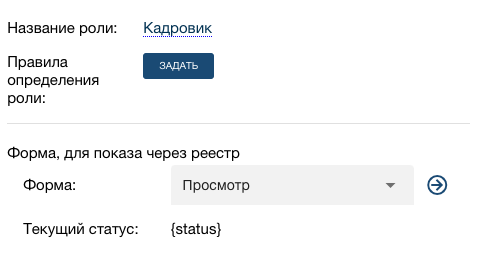 Название роли: Кадровик
Правила определения роли: ЗАДАТЬ
Форма, для показа через реестр
Форма: Просмотр
Текущий статус: {status}